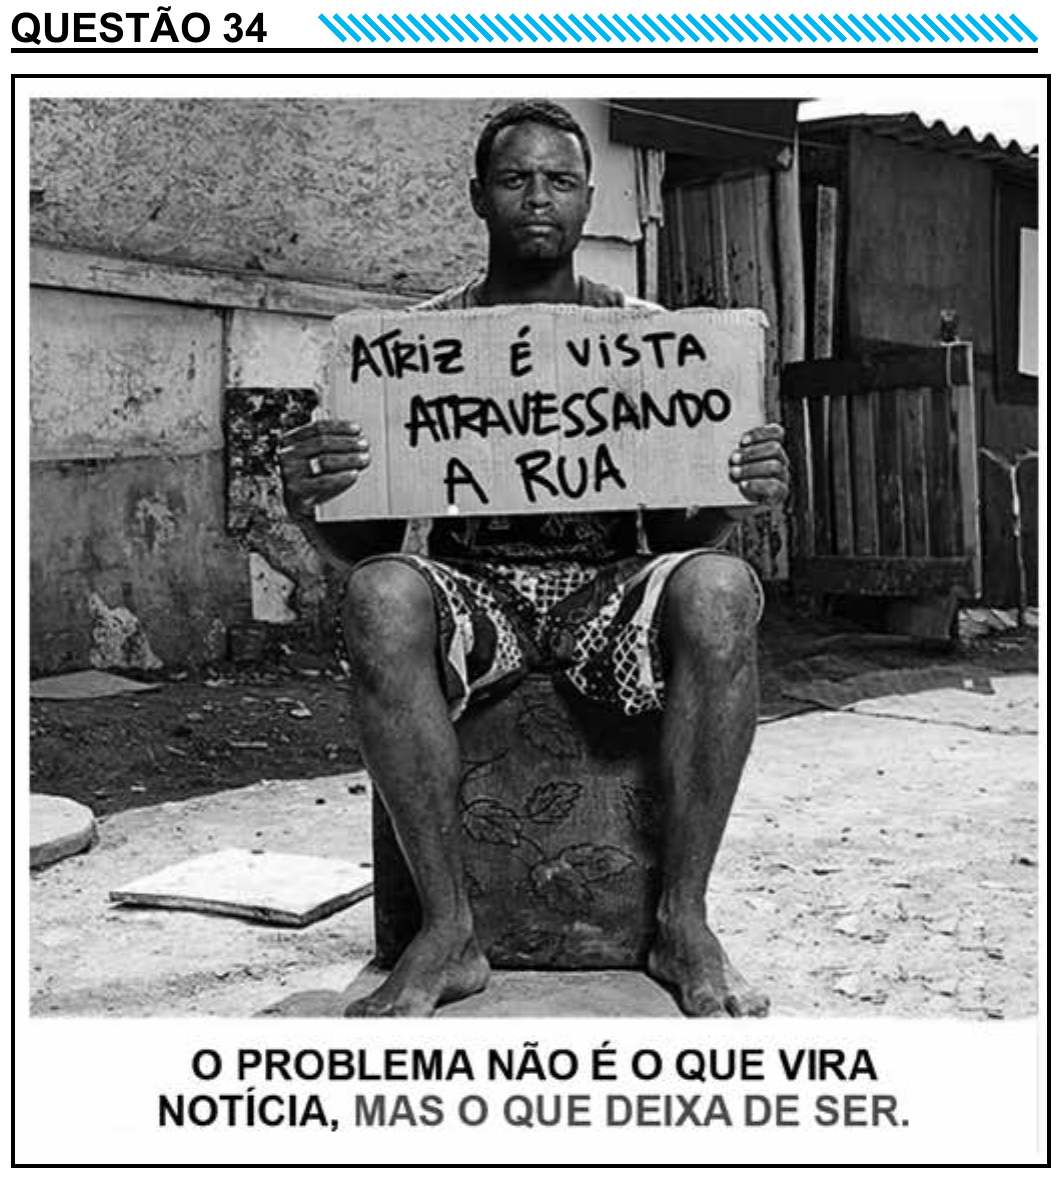 QUESTÃO 34
ATRIZ É VISTA
ATRAVESSANDO
A RUA
O PROBLEMA NÃO É O QUE VIRA
NOTÍCIA, MAS O QUE DEIXA DE SER.